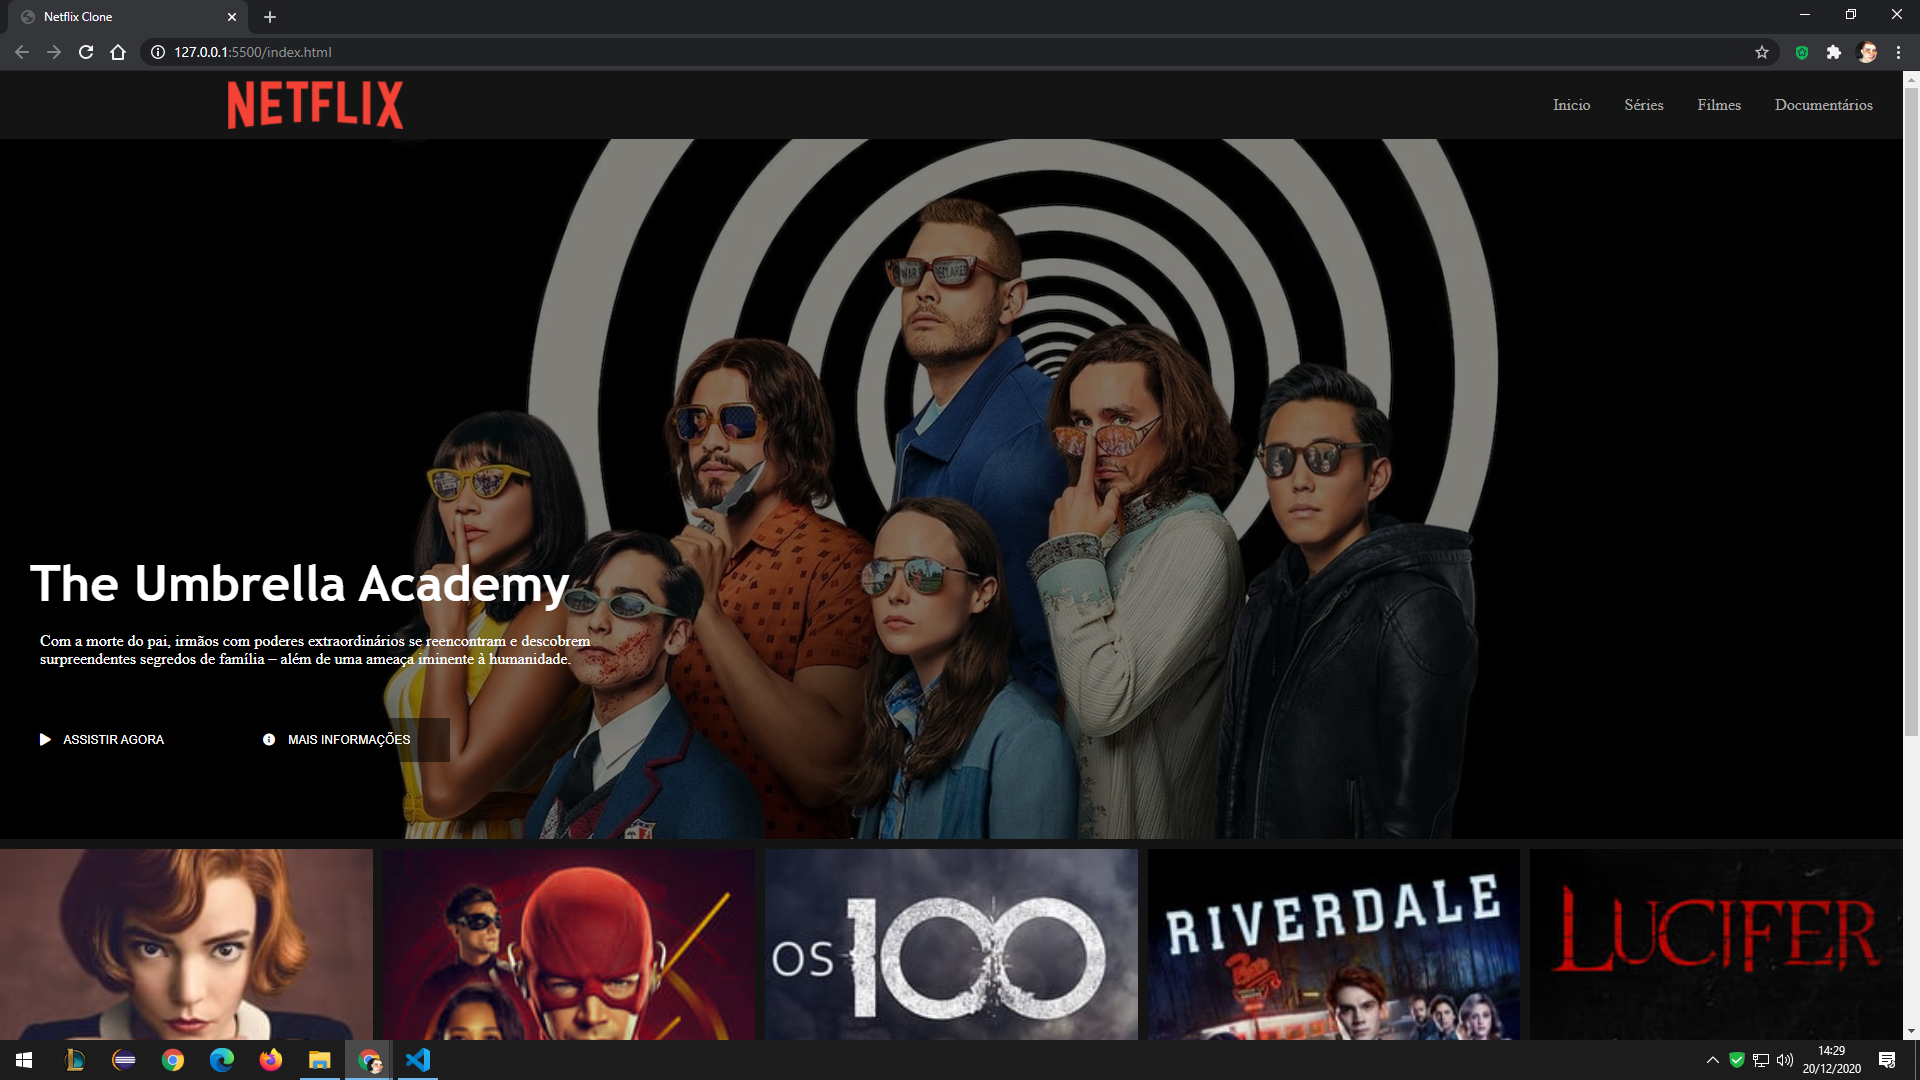 Netflix Clone
127.0.0.1:5500/index.html
NETFLIX
Inicio Séries Filmes Documentários
WAR DECLARED
The Umbrella Academy
Com a morte do pai, irmãos com poderes extraordinários se reencontram e descobrem
surpreendentes segredos de família – além de uma ameaça iminente à humanidade.
ASSISTIR AGORA MAIS INFORMAÇÕES
OS 100
RIVERDALE
LUCIFER
14:29
20/12/2020